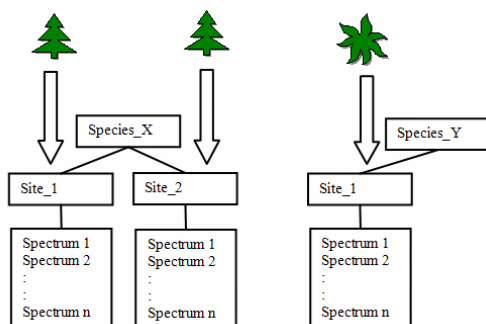 Species_X
Species_Y
Site_1
Site_2
Site_1
Spectrum 1
Spectrum 2
:
:
Spectrum n
Spectrum 1
Spectrum 2
:
:
Spectrum n
Spectrum 1
Spectrum 2
:
:
Spectrum n